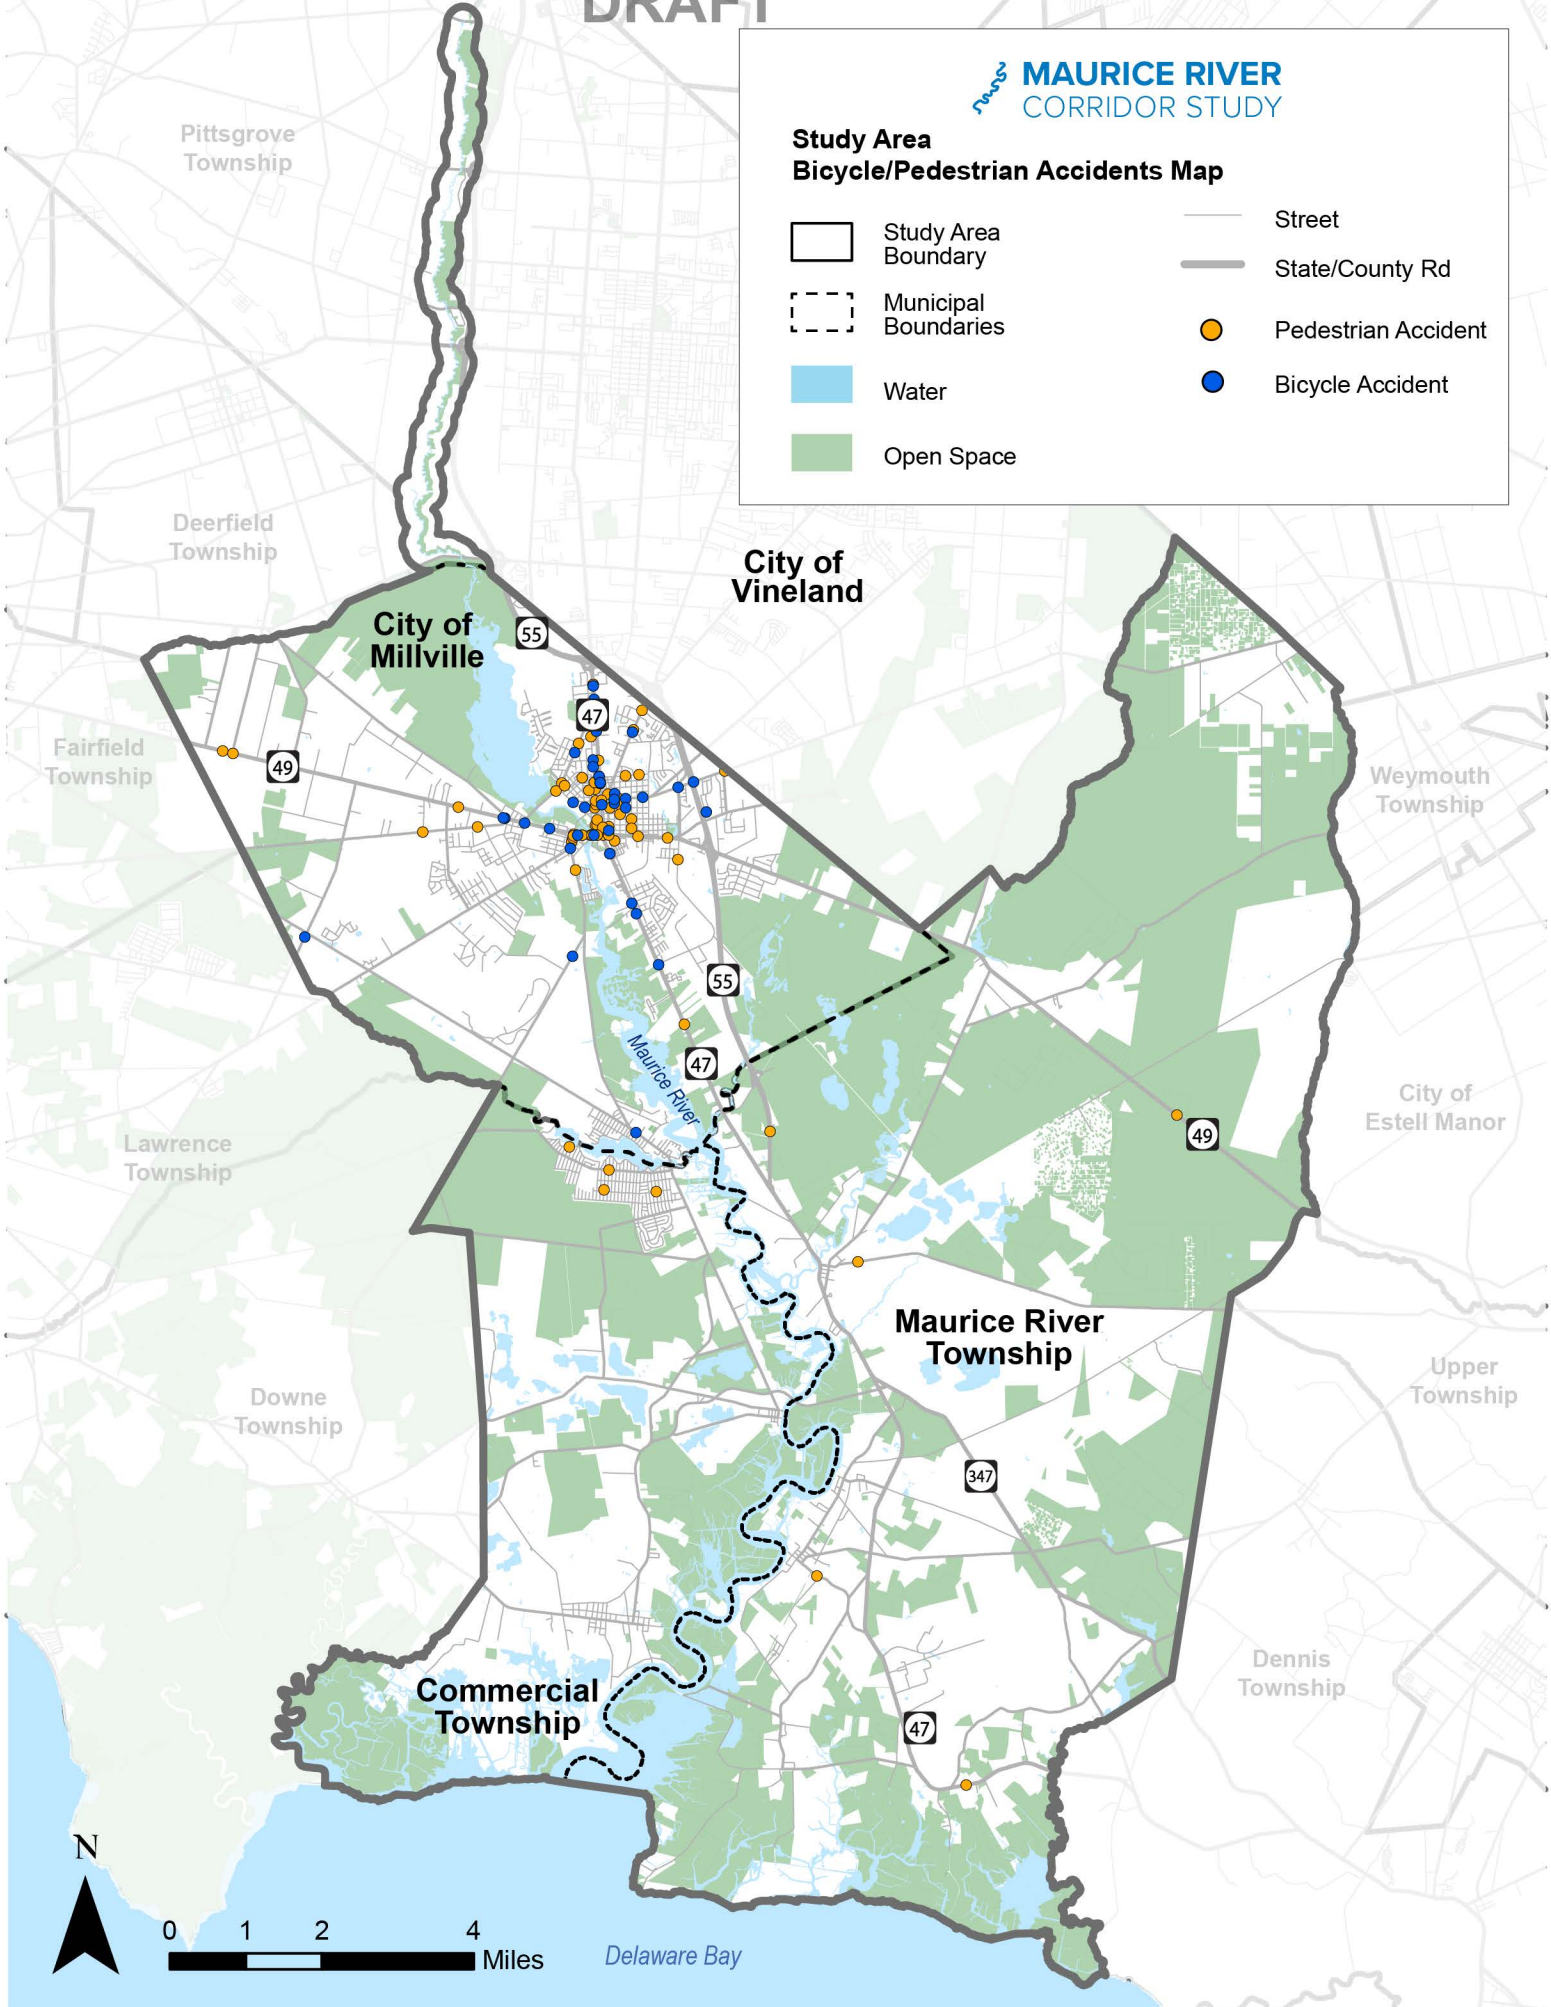 DRAFT
MAURICE RIVER
CORRIDOR STUDY
Study Area
Bicycle/Pedestrian Accidents Map
Study Area
Boundary
Municipal
Boundaries
Water
Open Space
Street
State/County Rd
Pedestrian Accident
Bicycle Accident
Pittsgrove
Township
Deerfield
Township
City of
Vineland
City of
Millville
55
47
Fairfield
Township
49
Weymouth
Township
55
Maurice River
47
City of
Estell Manor
49
Lawrence
Township
Maurice River
Township
Upper
Township
Downe
Township
347
Dennis
Township
Commercial
Township
47
N
0 1 2 4
Miles
Delaware Bay